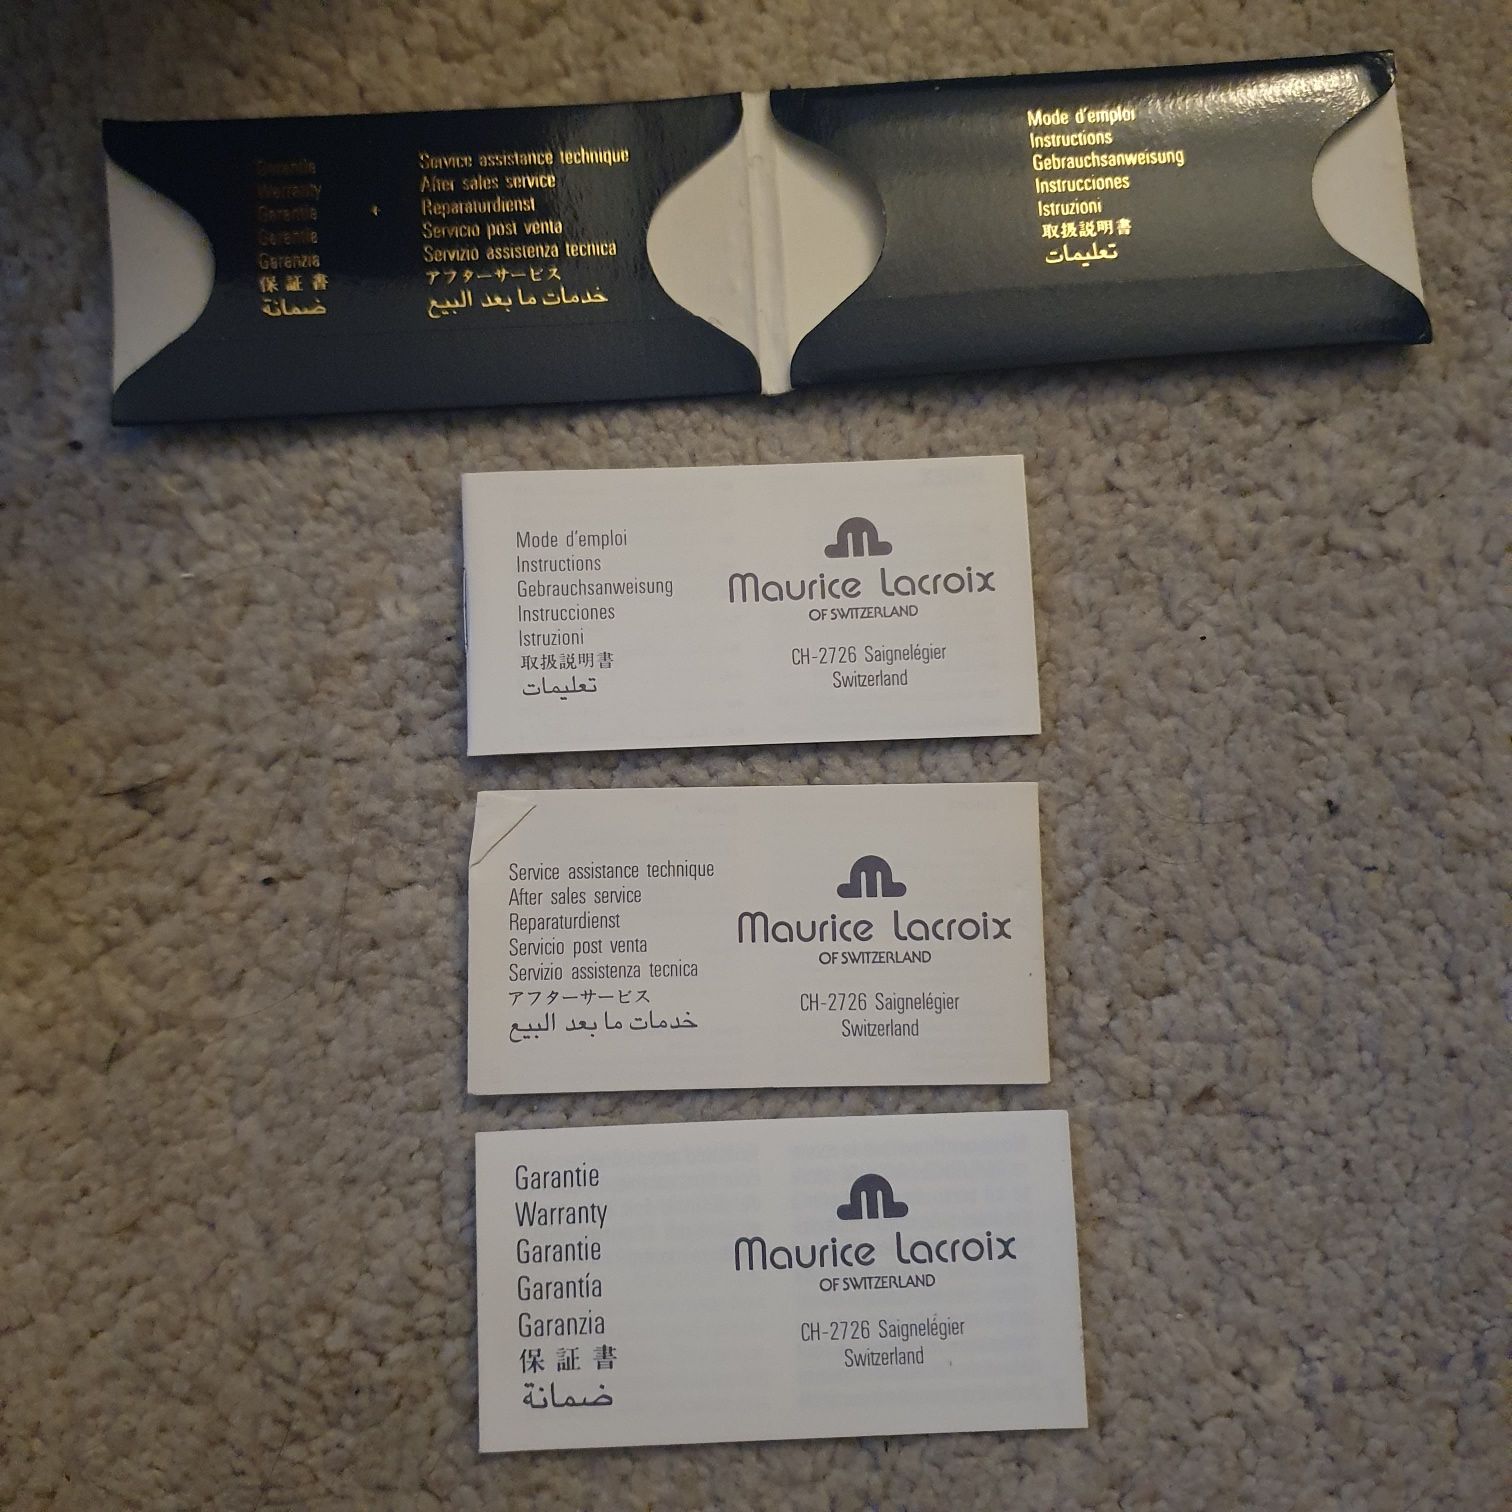 Garantie
Warranty
Garantie
Garantía
Garanzia
保証書
ضمانة
+
Service assistance technique
After sales service
Reparaturdienst
Servicio post venta
Servizio assistenza tecnica
アフターサービス
خدمات ما بعد البيع
Mode d'emploi
Instructions
Gebrauchsanweisung
Instrucciones
Istruzioni
取扱説明書
تعليمات
Mode d'emploi
Instructions
Gebrauchsanweisung
Instrucciones
Istruzioni
取扱説明書
تعليمات
m
Maurice Lacroix
OF SWITZERLAND
CH-2726 Saignelégier
Switzerland
Service assistance technique
After sales service
Reparaturdienst
Servicio post venta
Servizio assistenza tecnica
アフターサービス
خدمات ما بعد البيع
m
Maurice Lacroix
OF SWITZERLAND
CH-2726 Saignelégier
Switzerland
Garantie
Warranty
Garantie
Garantía
Garanzia
保証書
ضمانة
m
Maurice Lacroix
OF SWITZERLAND
CH-2726 Saignelégier
Switzerland